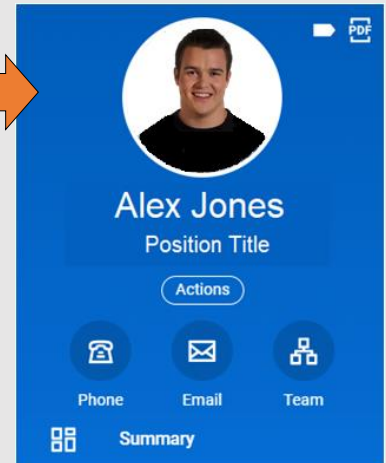 PDF
Alex Jones
Position Title
Actions
Phone Email Team
Summary